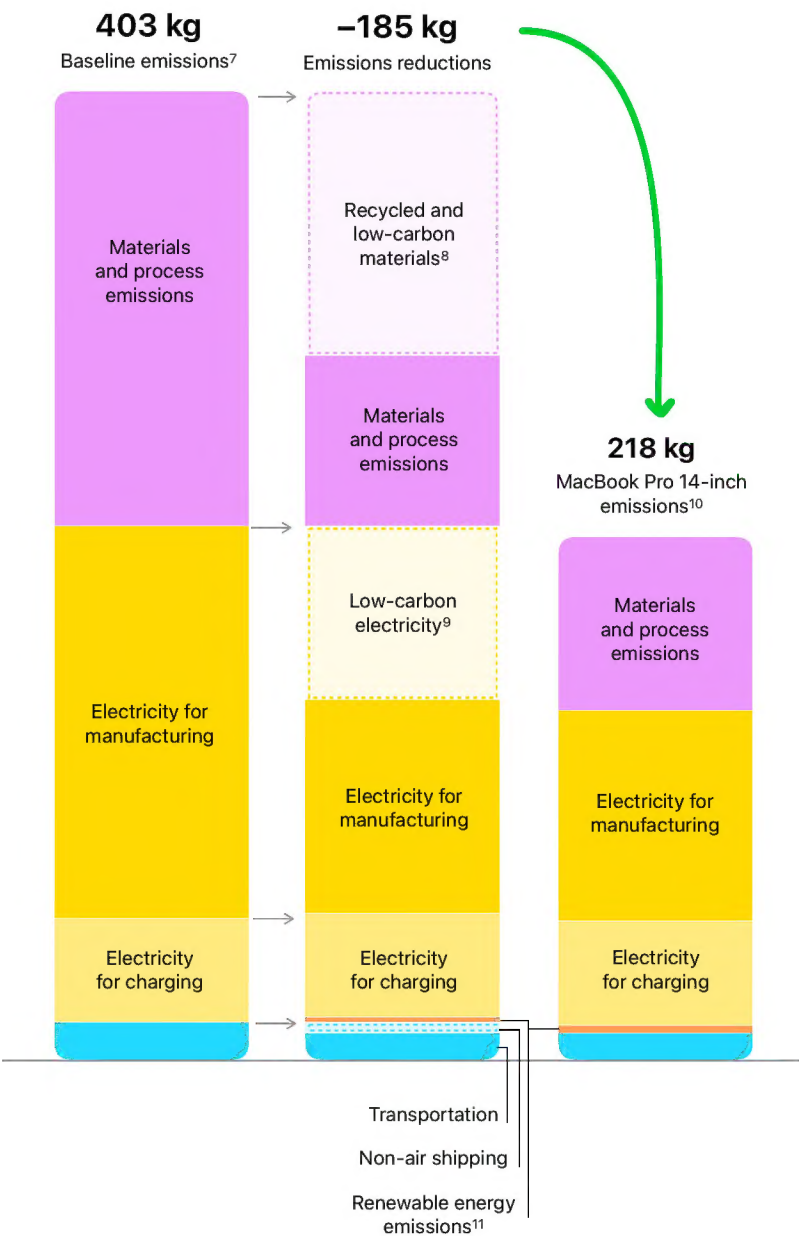 403 kg
Baseline emissions⁷
–185 kg
Emissions reductions
Materials
and process
emissions
Electricity for
manufacturing
Electricity
for charging
Recycled and
low-carbon
materials⁸
Materials
and process
emissions
Low-carbon
electricity⁹
Electricity for
manufacturing
Electricity
for charging
218 kg
MacBook Pro 14-inch
emissions¹⁰
Materials
and process
emissions
Electricity for
manufacturing
Electricity
for charging
Transportation
Non-air shipping
Renewable energy
emissions¹¹